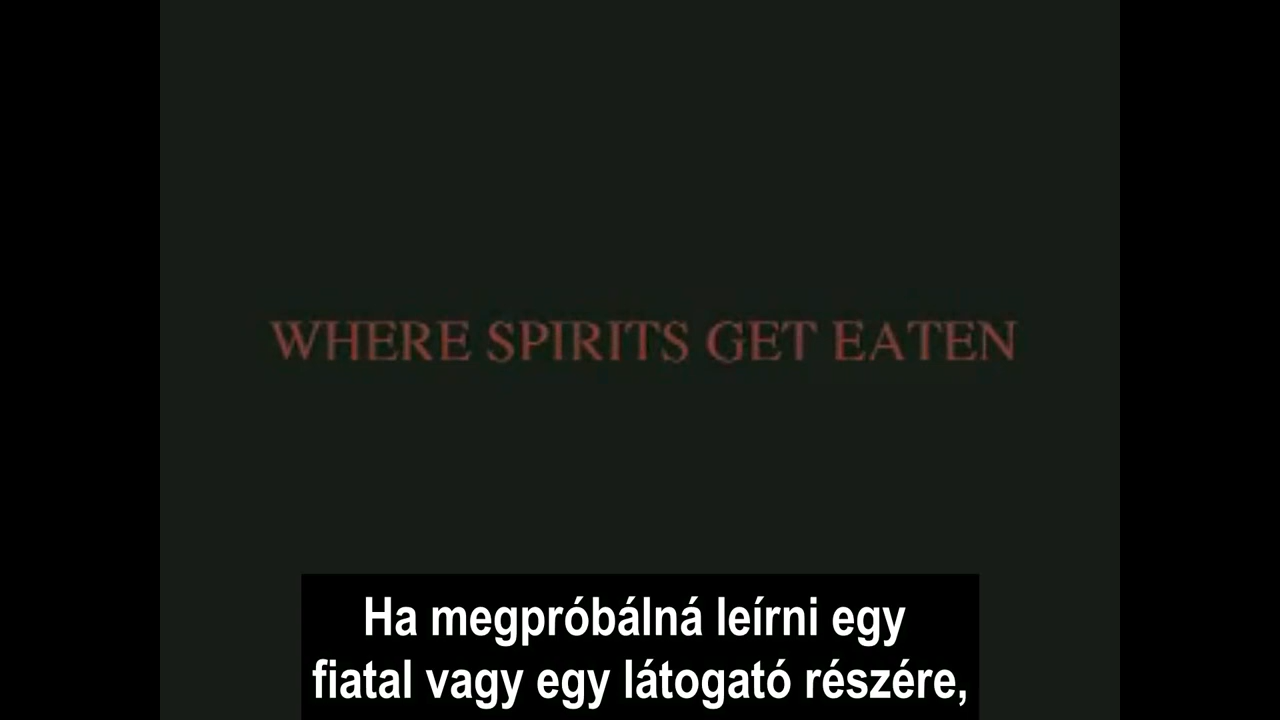 WHERE SPIRITS GET EATEN
Ha megpróbálná leírni egy
fiatal vagy egy látogató részére,